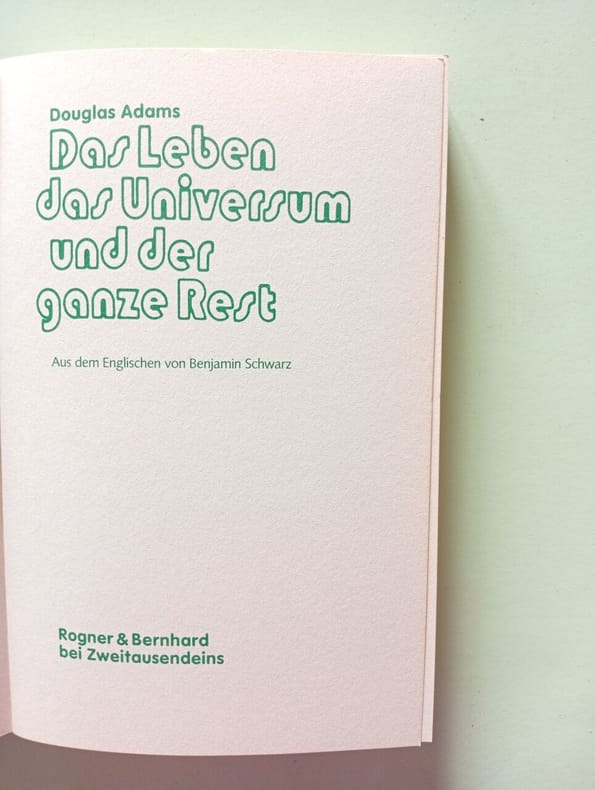 Douglas Adams
Das Leben
das Universum
und der
ganze Rest
Aus dem Englischen von Benjamin Schwarz
Rogner & Bernhard
bei Zweitausendeins